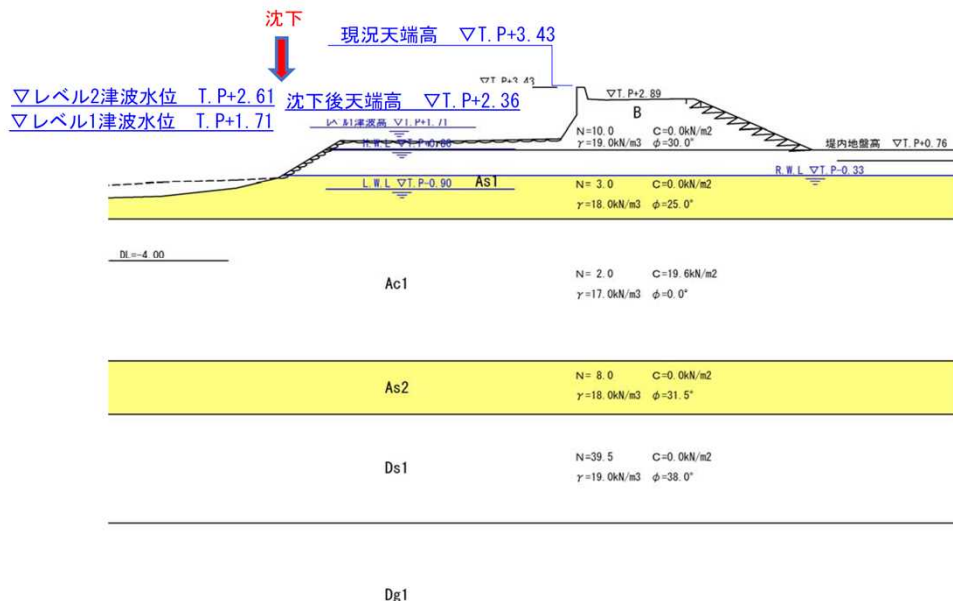 沈下
現況天端高 ▽T.P+3.43
▽T.P+3.43
▽レベル2津波水位 T.P+2.61
沈下後天端高 ▽T.P+2.36
▽T.P+2.89
▽レベル1津波水位 T.P+1.71
▽T.P+1.71
B
N=10.0 C=0.0kN/m2
γ=19.0kN/m3 φ=30.0°
堤内地盤高 ▽T.P+0.76
R.W.L ▽T.P-0.33
L.W.L ▽T.P-0.90
As1
N= 3.0 C=0.0kN/m2
γ=18.0kN/m3 φ=25.0°
DL=-4.00
Ac1
N= 2.0 C=19.6kN/m2
γ=17.0kN/m3 φ=0.0°
As2
N= 8.0 C=0.0kN/m2
γ=18.0kN/m3 φ=31.5°
Ds1
N=39.5 C=0.0kN/m2
γ=19.0kN/m3 φ=38.0°
Dg1